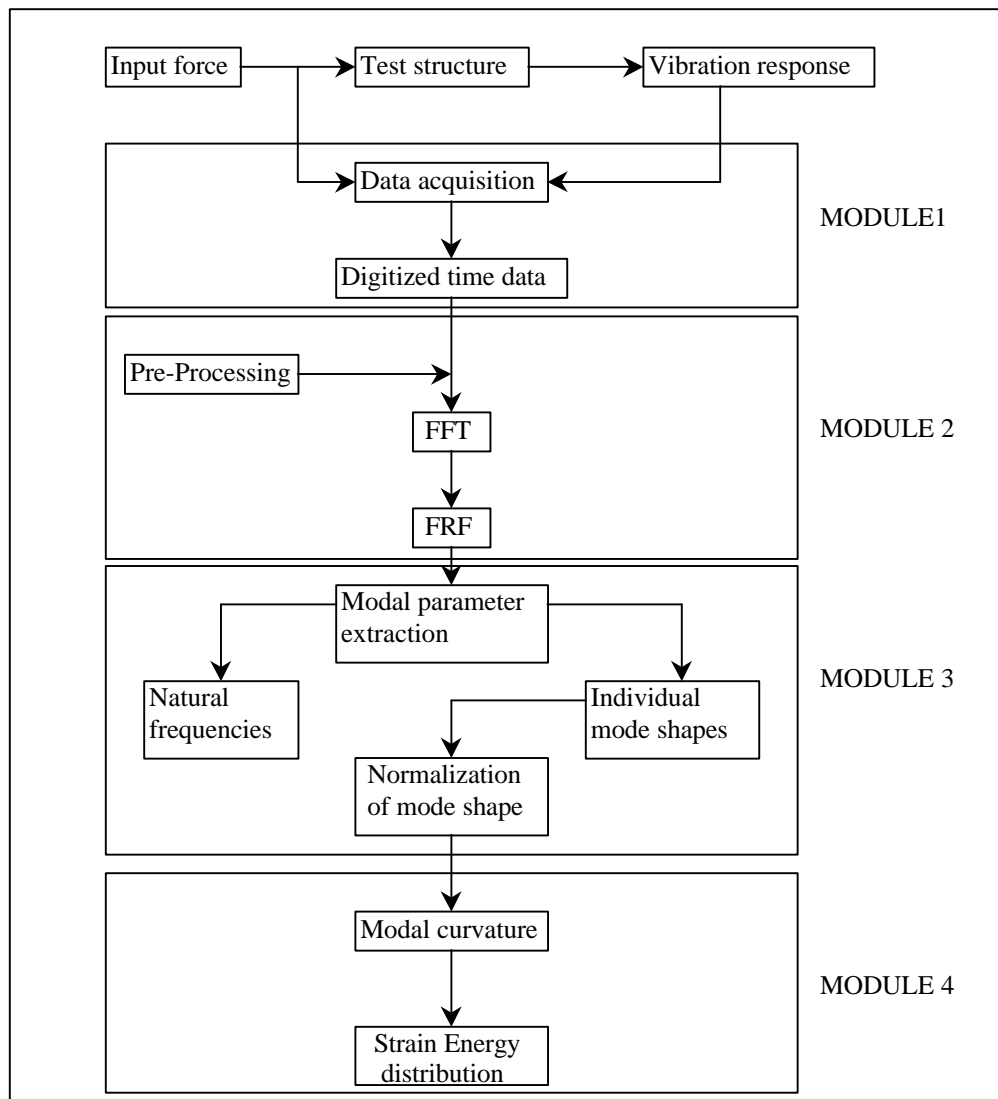 Input force
Test structure
Vibration response
Data acquisition
MODULE1
Digitized time data
Pre-Processing
FFT
MODULE 2
FRF
Modal parameter
extraction
Natural
frequencies
Individual
mode shapes
MODULE 3
Normalization
of mode shape
Modal curvature
MODULE 4
Strain Energy
distribution